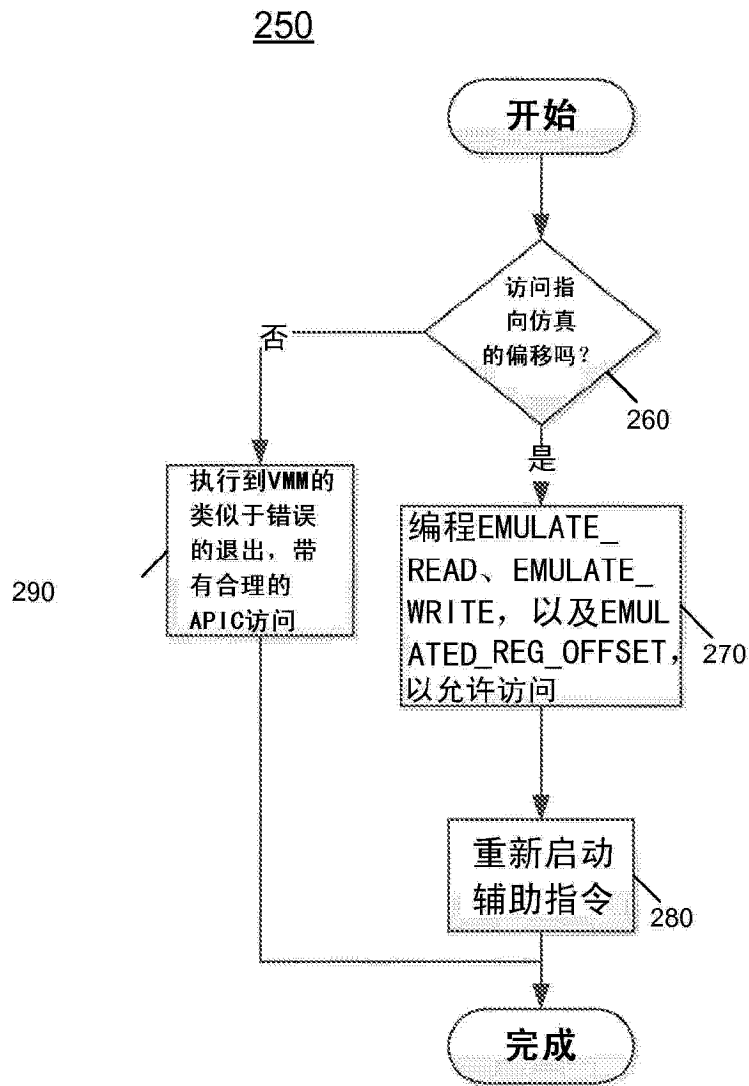 250
开始
访问指
向仿真
的偏移吗?
260
否
是
执行到VMM的
类似于错误
的退出，带
有合理的
APIC访问
290
编程EMULATE_
READ、EMULATE_
WRITE，以及EMUL
ATED_REG_OFFSET，
以允许访问
270
重新启动
辅助指令
280
完成